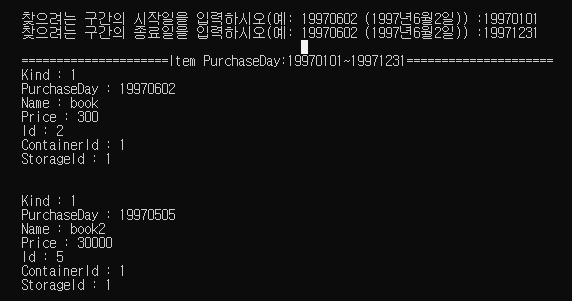 찾으려는 구간의 시작일을 입력하시오(예: 19970602 (1997년6월2일)) :19970101
찾으려는 구간의 종료일을 입력하시오(예: 19970602 (1997년6월2일)) :19971231
=====================Item PurchaseDay:19970101~19971231=====================
Kind : 1
PurchaseDay : 19970602
Name : book
Price : 300
Id : 2
ContainerId : 1
StorageId : 1
Kind : 1
PurchaseDay : 19970505
Name : book2
Price : 30000
Id : 5
ContainerId : 1
StorageId : 1